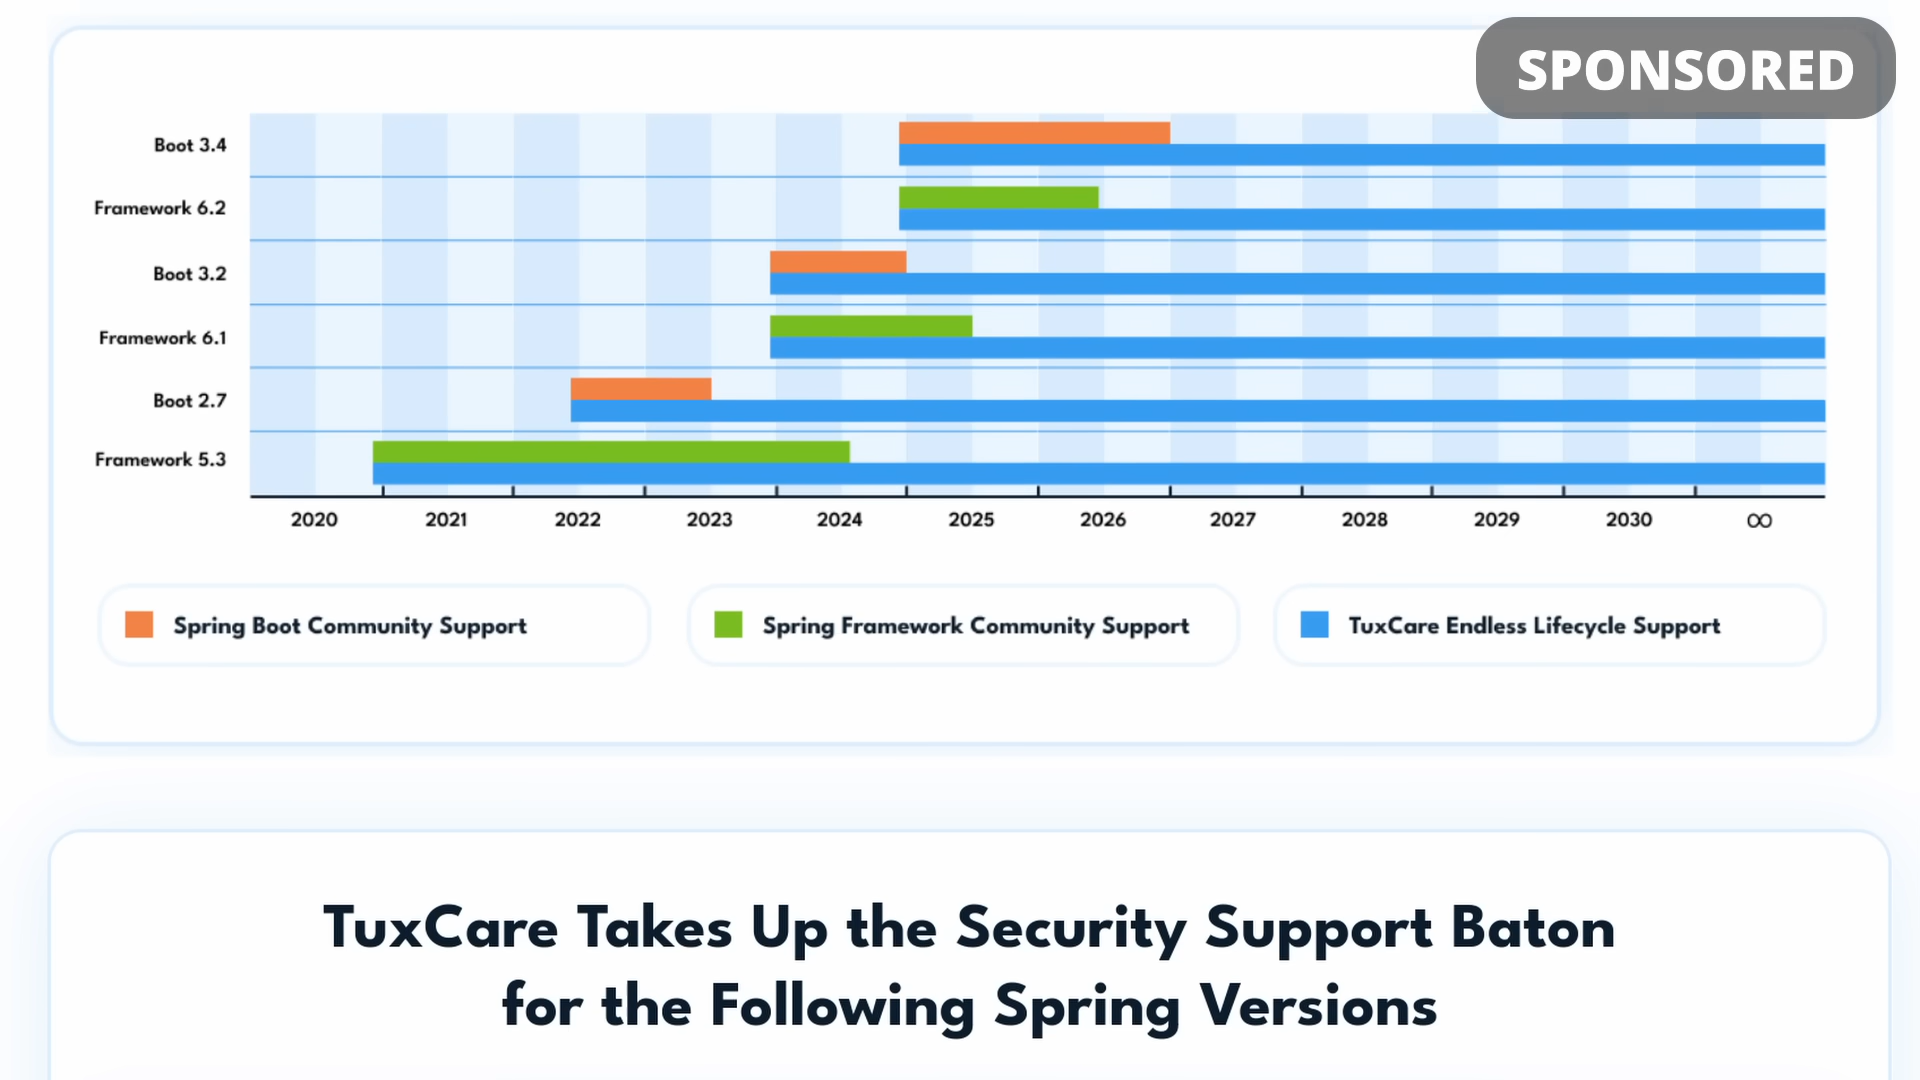 SPONSORED
Boot 3.4
Framework 6.2
Boot 3.2
Framework 6.1
Boot 2.7
Framework 5.3
2020 2021 2022 2023 2024 2025 2026 2027 2028 2029 2030 ∞
Spring Boot Community Support
Spring Framework Community Support
TuxCare Endless Lifecycle Support
TuxCare Takes Up the Security Support Baton
for the Following Spring Versions